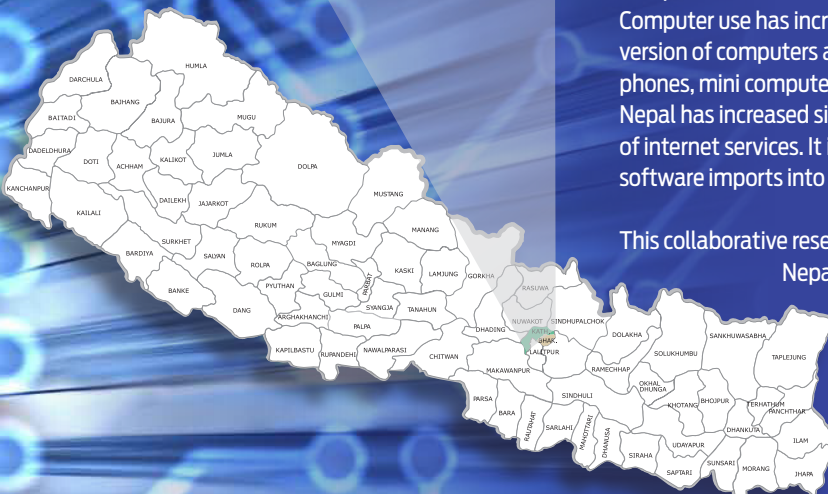 Computer use has incr
version of computers a
phones, mini compute
Nepal has increased si
of internet services. It i
software imports into
This collaborative rese
Nepa
HUMLA
DARCHULA
BAJHANG
BAITADI
BAJURA
MUGU
DADELDHURA
DOTI
ACHHAM
KALIKOT
JUMLA
DOLPA
KANCHANPUR
DAILEKH
JAJARKOT
MUSTANG
KAILALI
RUKUM
MANANG
SURKHET
MYAGDI
BARDIYA
SALYAN
ROLPA
BAGLUNG
KASKI
LAMJUNG
GORKHA
RASUWA
BANKE
PYUTHAN
GULMI
PARBAT
SYANGJA
TANAHUN
DANG
ARGHAKHANCHI
PALPA
NUWAKOT
SINDHUPALCHOK
DHADING
KATH
BHAK.
LALITPUR
DOLAKHA
SANKHUWASABHA
KAPILBASTU
RUPANDEHI
NAWALPARASI
CHITWAN
SOLUKHUMBU
TAPLEJUNG
MAKAWANPUR
RAMECHHAP
PARSA
BARA
RAUTAHAT
SINDHULI
OKHAL
DHUNGA
KHOTANG
BHOJPUR
TERHATHUM
PANCHTHAR
SARLAHI
MAHOTTARI
DHANUSA
DHANKUTA
SIRAHA
UDAYAPUR
ILAM
SAPTARI
SUNSARI
MORANG
JHAPA